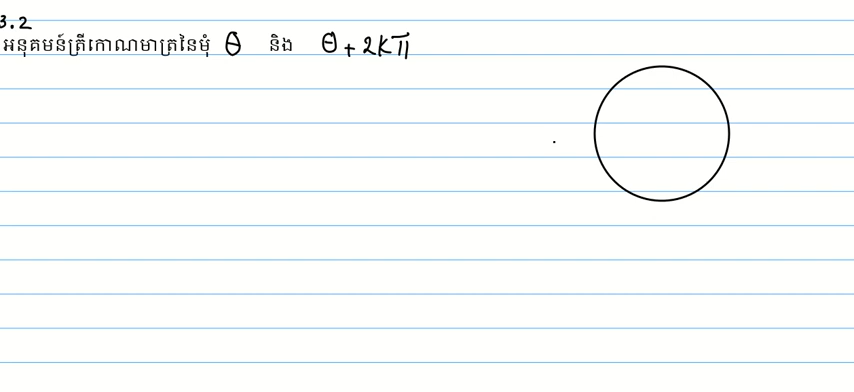 3.2
អនុគមន៍ត្រីកោណមាត្រនៃមុំ θ និង θ + 2kπ